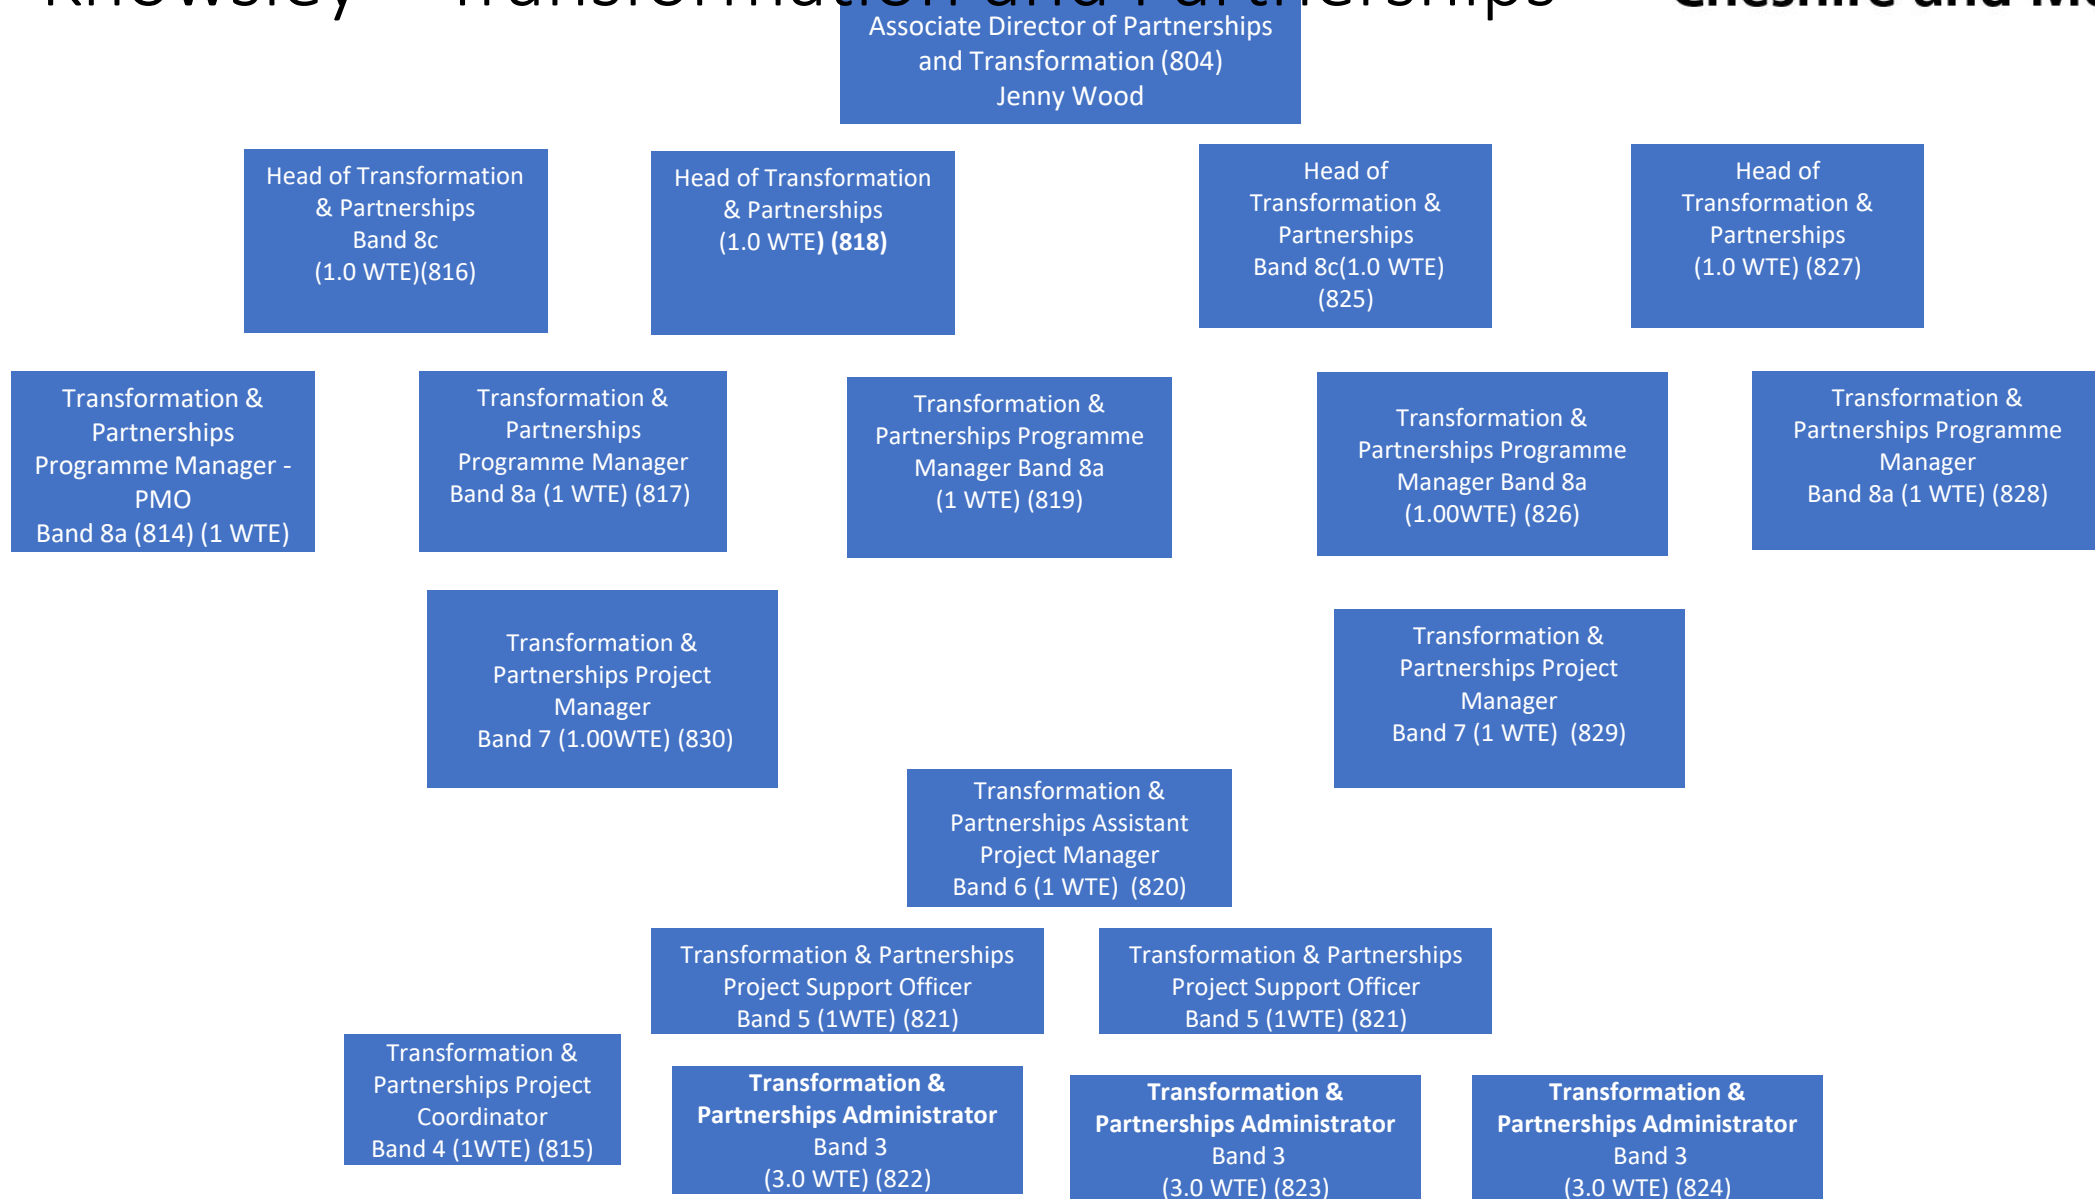 Knowsley – Transformation and Partnerships
Cheshire and Me
Associate Director of Partnerships
and Transformation (804)
Jenny Wood
Head of Transformation
& Partnerships
Band 8c
(1.0 WTE)(816)
Head of Transformation
& Partnerships
(1.0 WTE) (818)
Head of
Transformation &
Partnerships
Band 8c(1.0 WTE)
(825)
Head of
Transformation &
Partnerships
(1.0 WTE) (827)
Transformation &
Partnerships
Programme Manager -
PMO
Band 8a (814) (1 WTE)
Transformation &
Partnerships
Programme Manager
Band 8a (1 WTE) (817)
Transformation &
Partnerships Programme
Manager Band 8a
(1 WTE) (819)
Transformation &
Partnerships Programme
Manager Band 8a
(1.00WTE) (826)
Transformation &
Partnerships Programme
Manager
Band 8a (1 WTE) (828)
Transformation &
Partnerships Project
Manager
Band 7 (1.00WTE) (830)
Transformation &
Partnerships Project
Manager
Band 7 (1 WTE) (829)
Transformation &
Partnerships Assistant
Project Manager
Band 6 (1 WTE) (820)
Transformation & Partnerships
Project Support Officer
Band 5 (1WTE) (821)
Transformation & Partnerships
Project Support Officer
Band 5 (1WTE) (821)
Transformation &
Partnerships Project
Coordinator
Band 4 (1WTE) (815)
Transformation &
Partnerships Administrator
Band 3
(3.0 WTE) (822)
Transformation &
Partnerships Administrator
Band 3
(3.0 WTE) (823)
Transformation &
Partnerships Administrator
Band 3
(3.0 WTE) (824)